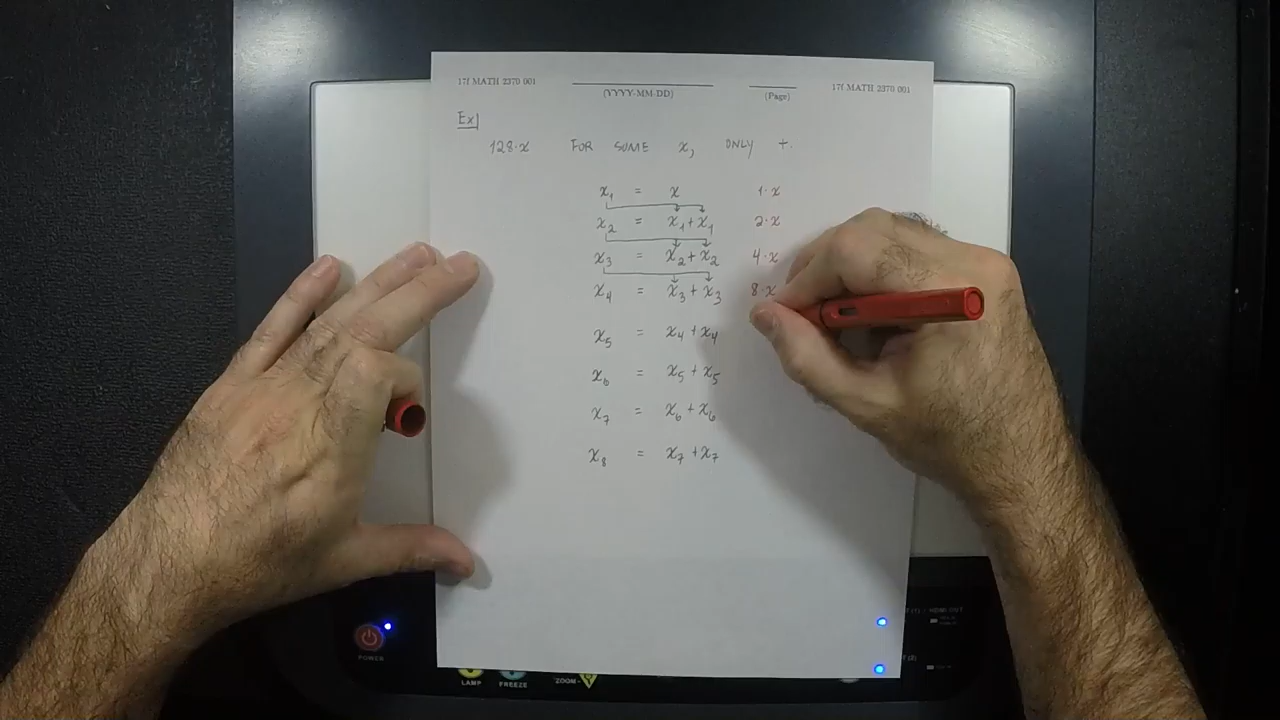 17f MATH 2370 001 (YYYY-MM-DD) (Page) 17f MATH 2370 001
Ex
128·x FOR SOME x, ONLY +.
x₁ = x 1·x
x₂ = x₁+x₁ 2·x
x₃ = x₂+x₂ 4·x
x₄ = x₃+x₃ 8·x
x₅ = x₄+x₄
x₆ = x₅+x₅
x₇ = x₆+x₆
x₈ = x₇+x₇
POWER
LAMP FREEZE ZOOM -